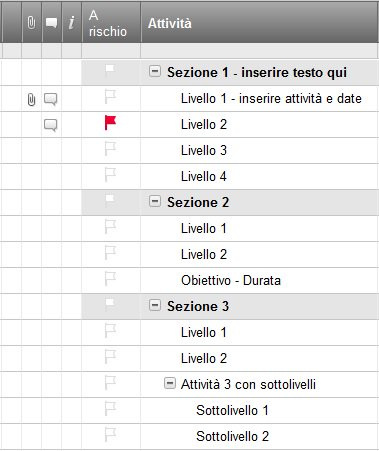 i
A
rischio
Attività
Sezione 1 - inserire testo qui
Livello 1 - inserire attività e date
Livello 2
Livello 3
Livello 4
Sezione 2
Livello 1
Livello 2
Obiettivo - Durata
Sezione 3
Livello 1
Livello 2
Attività 3 con sottolivelli
Sottolivello 1
Sottolivello 2